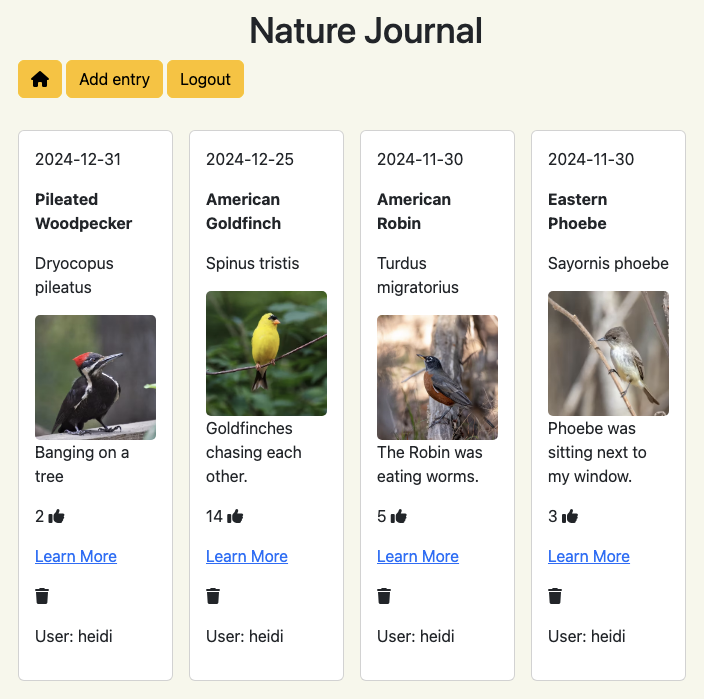 Nature Journal
Add entry
Logout
2024-12-31
Pileated
Woodpecker
Dryocopus
pileatus
Banging on a
tree
2
Learn More
User: heidi
2024-12-25
American
Goldfinch
Spinus tristis
Goldfinches
chasing each
other.
14
Learn More
User: heidi
2024-11-30
American
Robin
Turdus
migratorius
The Robin was
eating worms.
5
Learn More
User: heidi
2024-11-30
Eastern
Phoebe
Sayornis phoebe
Phoebe was
sitting next to
my window.
3
Learn More
User: heidi